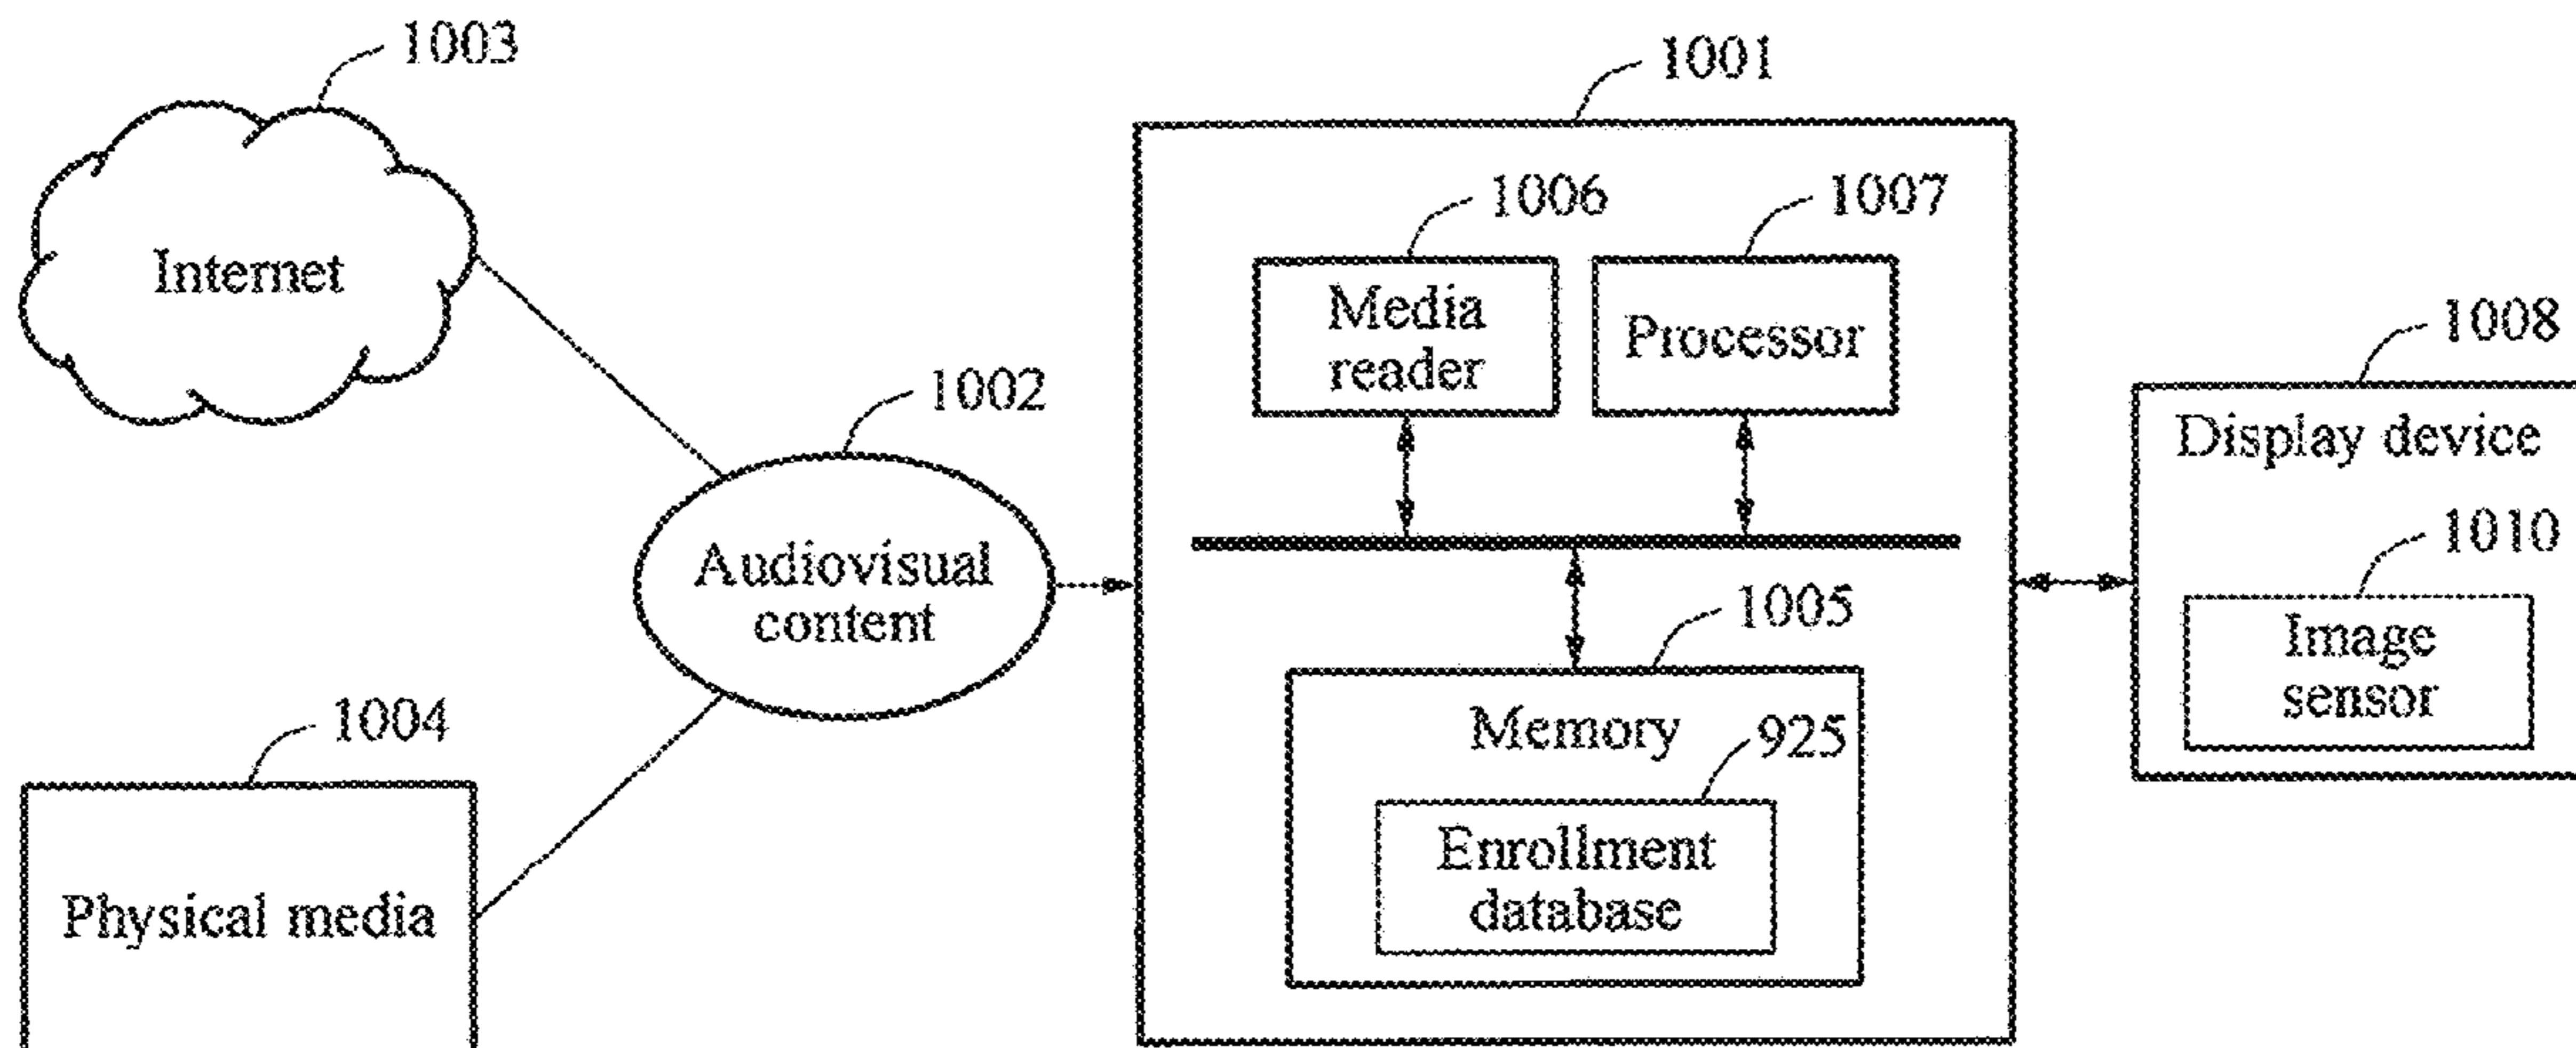 1003
Internet
1002
Audiovisual
content
1004
Physical media
1001
1006
1007
Media
reader
Processor
1005
Memory
925
Enrollment
database
1008
Display device
1010
Image
sensor